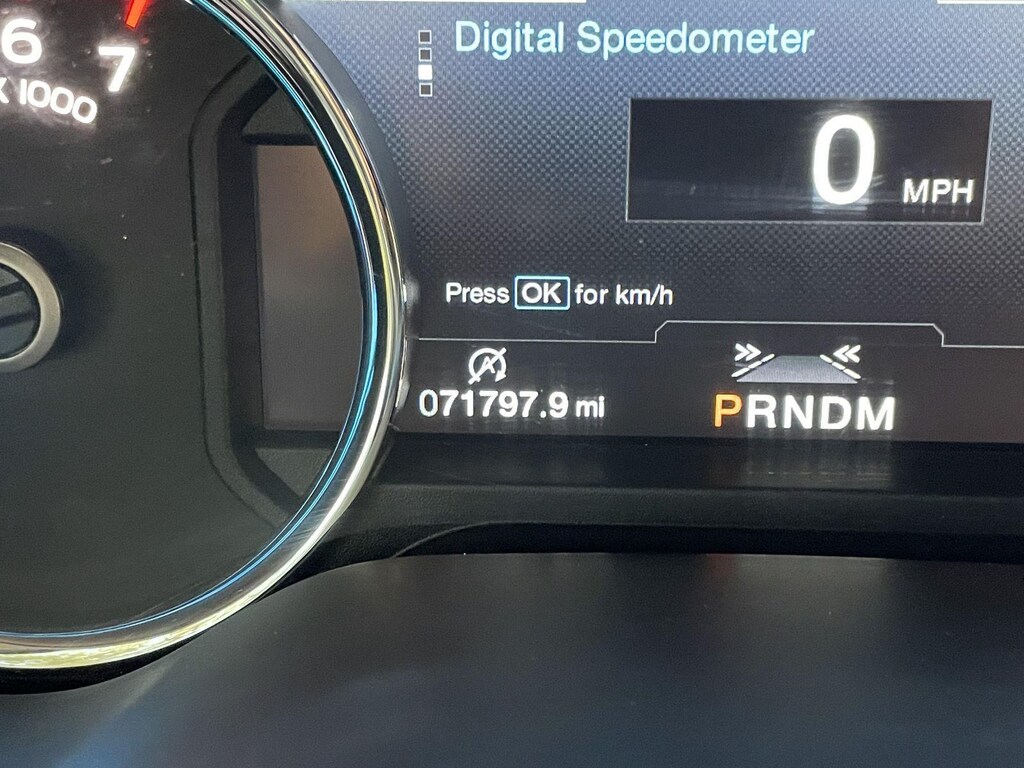 6
7
X 1000
Digital Speedometer
0 MPH
Press OK for km/h
071797.9 mi
PRNDM